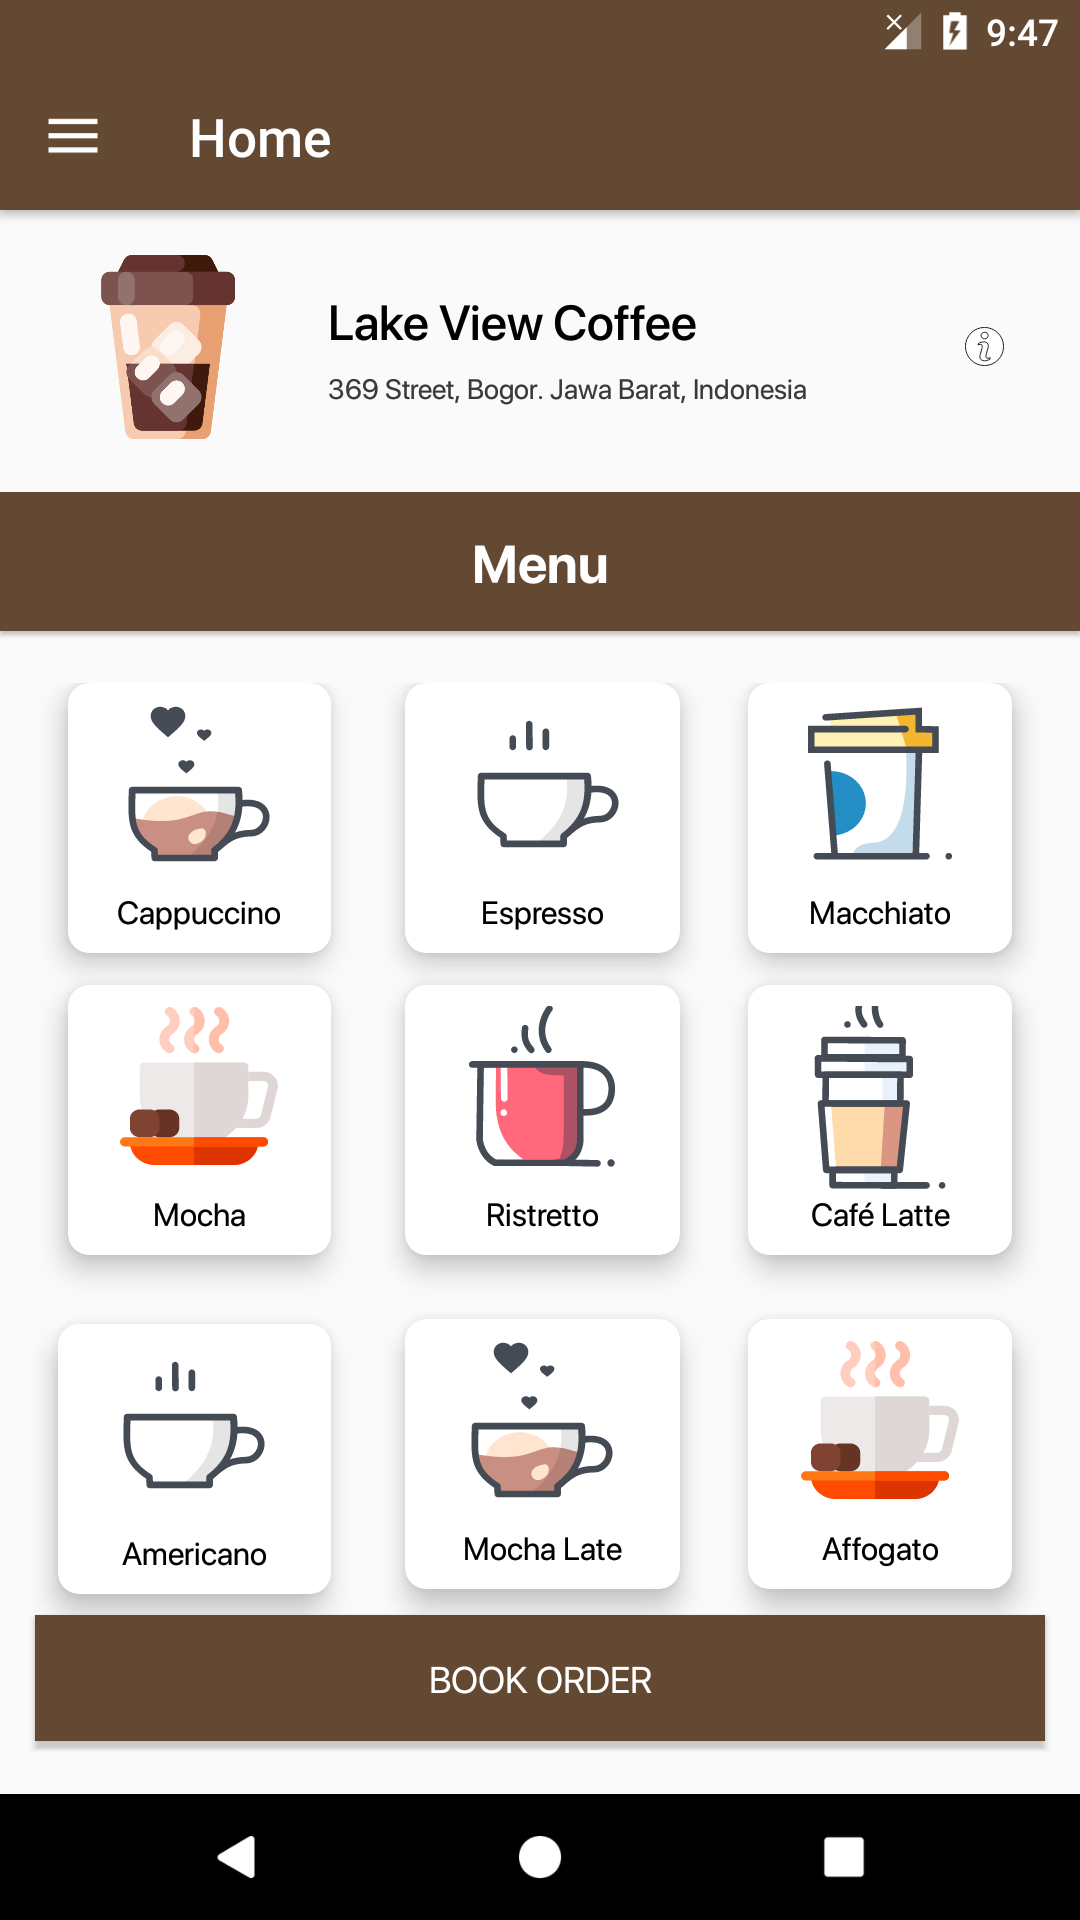 9:47
Home
Lake View Coffee
369 Street, Bogor. Jawa Barat, Indonesia
Menu
Cappuccino
Espresso
Macchiato
Mocha
Ristretto
Café Latte
Americano
Mocha Late
Affogato
BOOK ORDER